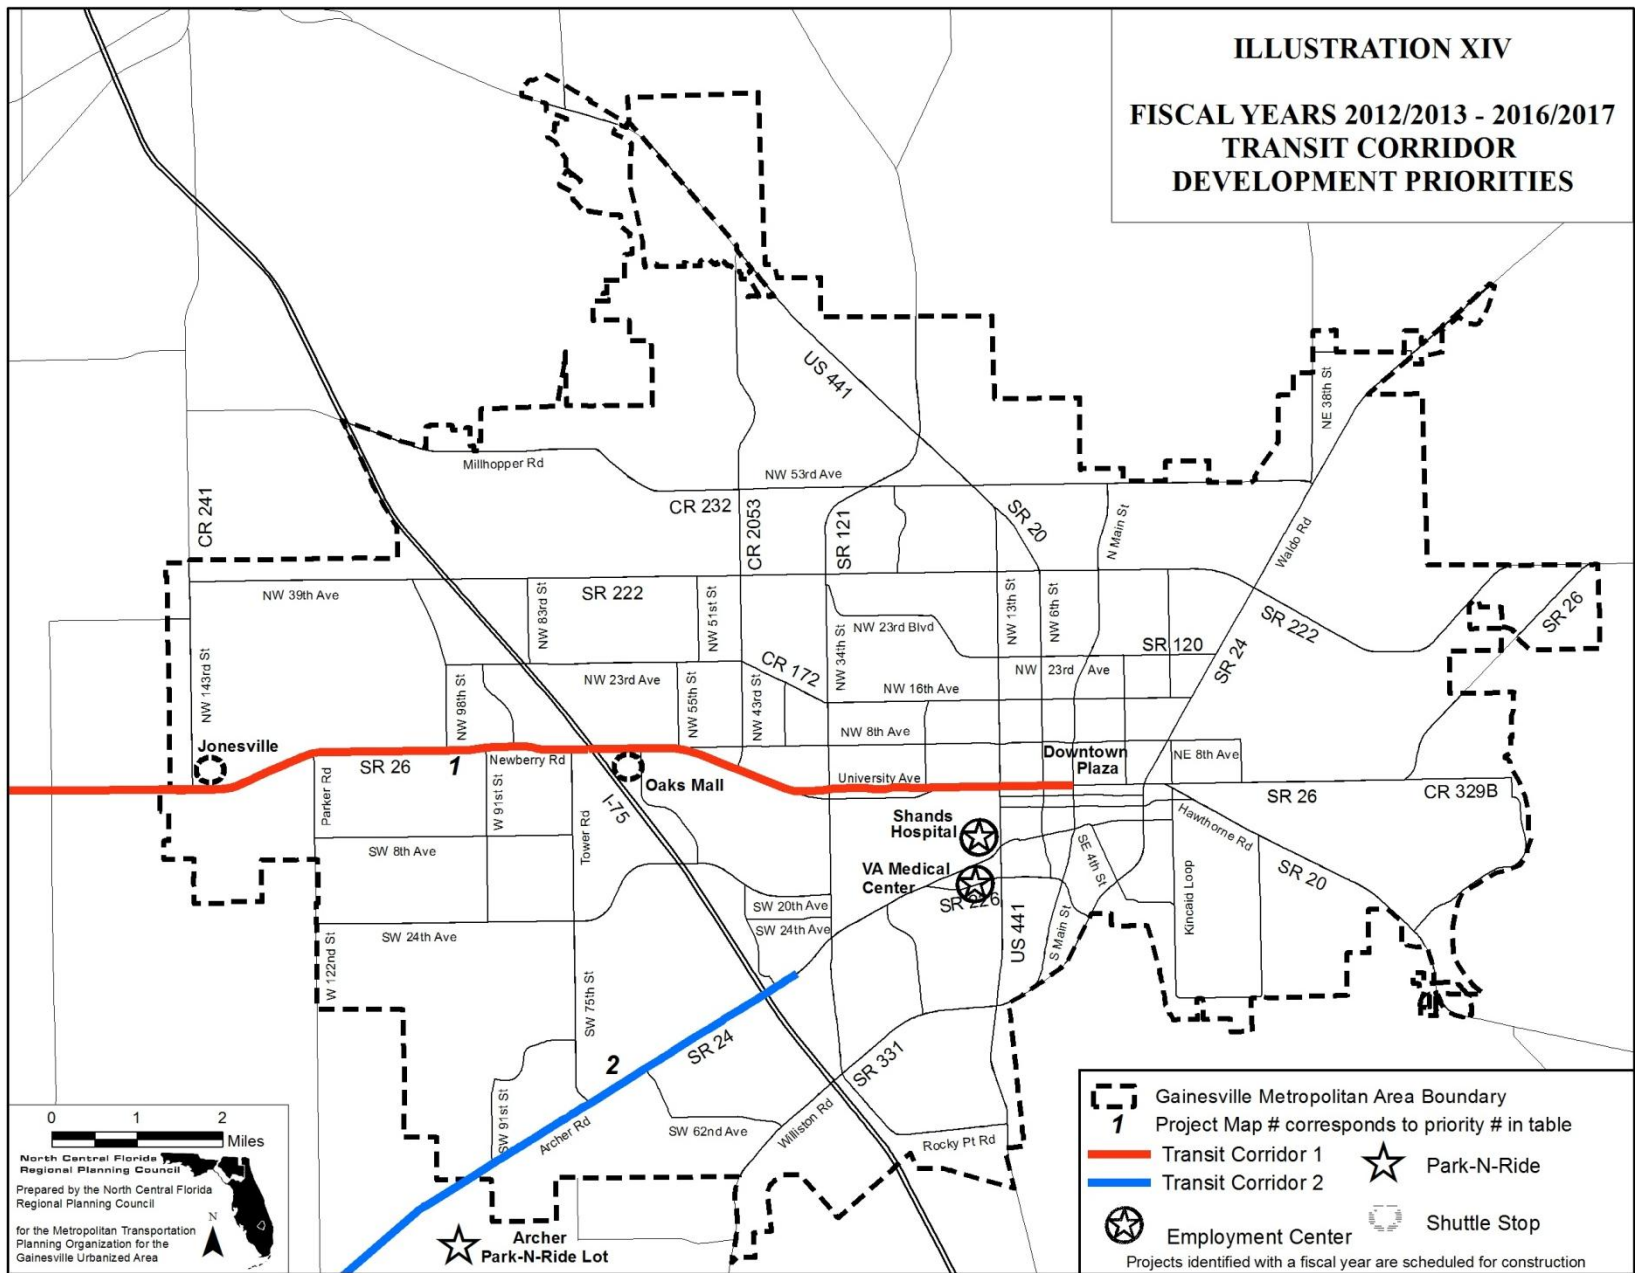 ILLUSTRATION XIV
FISCAL YEARS 2012/2013 - 2016/2017
TRANSIT CORRIDOR
DEVELOPMENT PRIORITIES
US 441
NE 38th St
Millhopper Rd
NW 53rd Ave
CR 232
CR 241
CR 2053
SR 121
SR 20
N Main St
Waldo Rd
NW 39th Ave
NW 83rd St
SR 222
NW 51st St
NW 34th St
NW 23rd Blvd
NW 13th St
NW 6th St
SR 120
SR 24
SR 222
SR 26
NW 143rd St
NW 98th St
NW 23rd Ave
NW 55th St
NW 43rd St
CR 172
NW 16th Ave
NW 23rd Ave
NW 8th Ave
Jonesville
SR 26
1
Newberry Rd
Oaks Mall
University Ave
Downtown
Plaza
NE 8th Ave
SR 26
CR 329B
Parker Rd
W 91st St
Tower Rd
I-75
Shands
Hospital
Hawthorne Rd
SW 8th Ave
VA Medical
Center
SE 4th St
SR 20
SR 226
SW 20th Ave
SW 24th Ave
SW 24th Ave
W 122nd St
US 441
S Main St
Kincaid Loop
SW 75th St
SR 24
2
SR 331
SW 91st St
Archer Rd
SW 62nd Ave
Williston Rd
Rocky Pt Rd
Archer
Park-N-Ride Lot
0 1 2
Miles
North Central Florida
Regional Planning Council
Prepared by the North Central Florida
Regional Planning Council
N
for the Metropolitan Transportation
Planning Organization for the
Gainesville Urbanized Area
Gainesville Metropolitan Area Boundary
1 Project Map # corresponds to priority # in table
Transit Corridor 1
Park-N-Ride
Transit Corridor 2
Employment Center
Shuttle Stop
Projects identified with a fiscal year are scheduled for construction